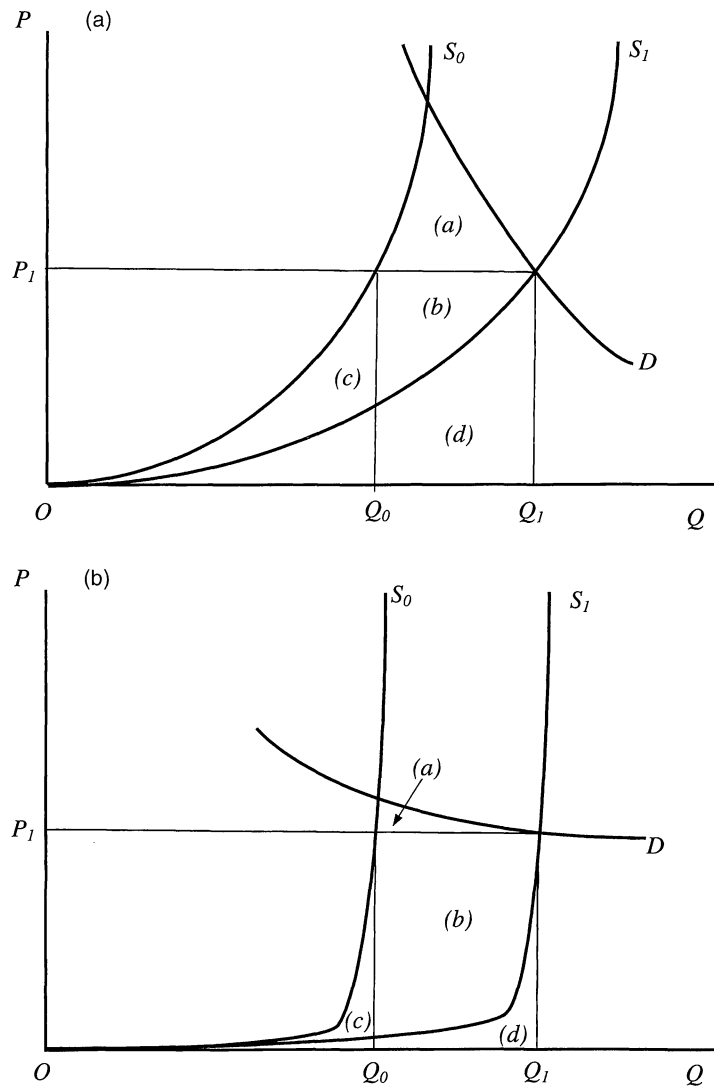 P (a)
S₀ S₁
(a)
P₁
(b)
D
(c)
(d)
O Q₀ Q₁ Q
P (b)
S₀ S₁
(a)
P₁
D
(b)
(c) (d)
O Q₀ Q₁ Q